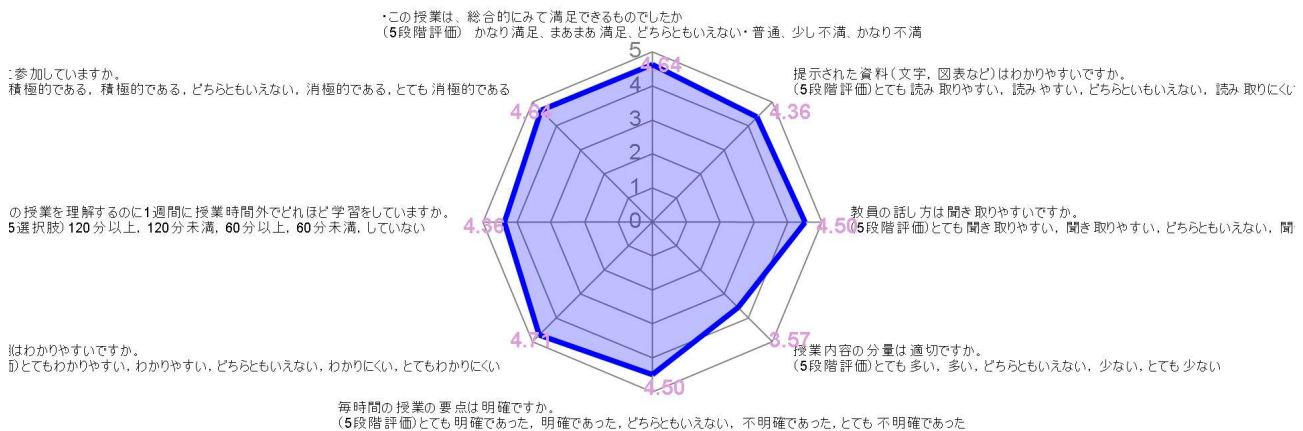 ・この授業は、総合的にみて満足できるものでしたか
(5段階評価) かなり満足、まあまあ満足、どちらともいえない・普通、少し不満、かなり不満
5
4.64
に参加していますか。
積極的である, 積極的である, どちらともいえない, 消極的である, とても消極的である
提示された資料(文字, 図表など)はわかりやすいですか。
(5段階評価)とても読み取りやすい, 読みやすい, どちらといもいえない, 読み取りにくい
4.64
4
4.36
3
2
1
の授業を理解するのに1週間に授業時間外でどれほど学習をしていますか。
5選択肢) 120分以上, 120分未満, 60分以上, 60分未満, していない
4.36
0
教員の話し方は聞き取りやすいですか。
4.50
(5段階評価)とても聞き取りやすい, 聞き取りやすい, どちらともいえない, 聞
4.71
3.57
はわかりやすいですか。
)とてもわかりやすい, わかりやすい, どちらともいえない, わかりにくい, とてもわかりにくい
授業内容の分量は適切ですか。
(5段階評価)とても多い, 多い, どちらともいえない, 少ない, とても少ない
4.50
毎時間の授業の要点は明確ですか。
(5段階評価)とても明確であった, 明確であった, どちらともいえない, 不明確であった, とても不明確であった